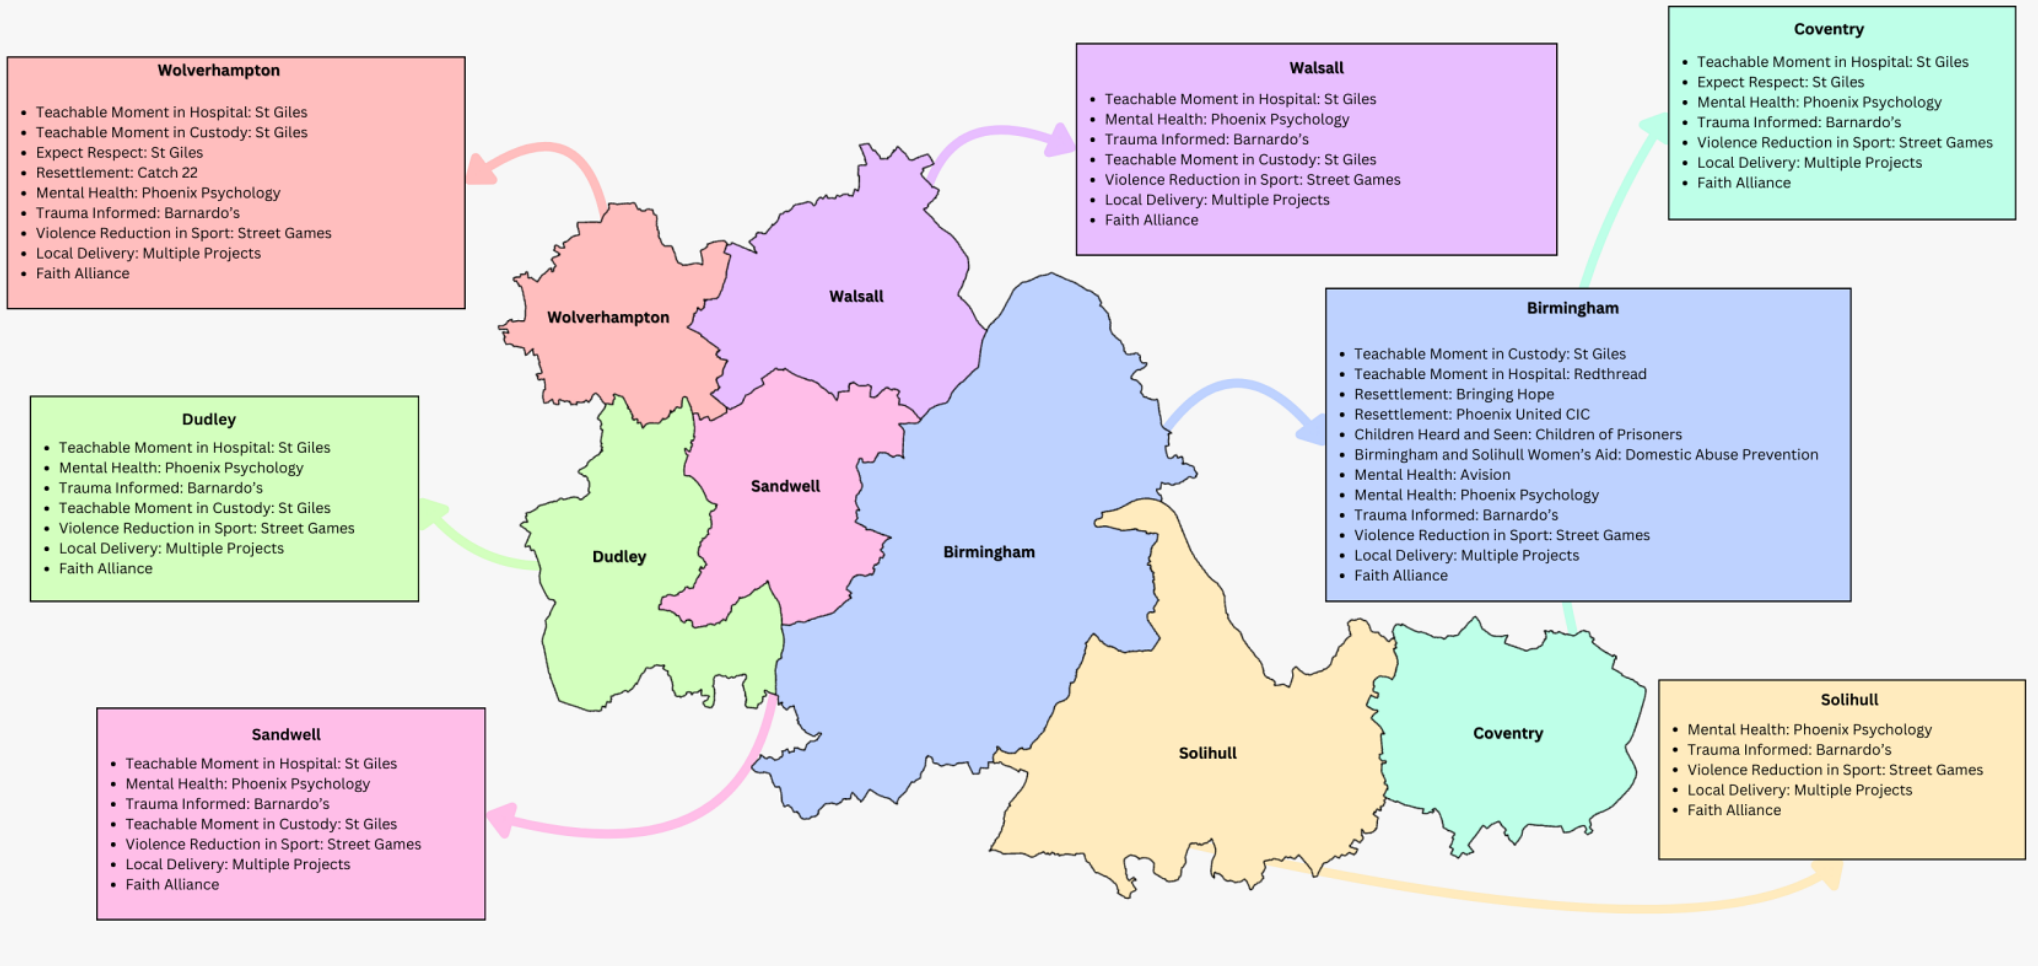 Wolverhampton
• Teachable Moment in Hospital: St Giles
• Teachable Moment in Custody: St Giles
• Expect Respect: St Giles
• Resettlement: Catch 22
• Mental Health: Phoenix Psychology
• Trauma Informed: Barnardo’s
• Violence Reduction in Sport: Street Games
• Local Delivery: Multiple Projects
• Faith Alliance
Walsall
• Teachable Moment in Hospital: St Giles
• Mental Health: Phoenix Psychology
• Trauma Informed: Barnardo’s
• Teachable Moment in Custody: St Giles
• Violence Reduction in Sport: Street Games
• Local Delivery: Multiple Projects
• Faith Alliance
Coventry
• Teachable Moment in Hospital: St Giles
• Expect Respect: St Giles
• Mental Health: Phoenix Psychology
• Trauma Informed: Barnardo’s
• Violence Reduction in Sport: Street Games
• Local Delivery: Multiple Projects
• Faith Alliance
Wolverhampton
Walsall
Birmingham
• Teachable Moment in Custody: St Giles
• Teachable Moment in Hospital: Redthread
• Resettlement: Bringing Hope
• Resettlement: Phoenix United CIC
• Children Heard and Seen: Children of Prisoners
• Birmingham and Solihull Women’s Aid: Domestic Abuse Prevention
• Mental Health: Avision
• Mental Health: Phoenix Psychology
• Trauma Informed: Barnardo’s
• Violence Reduction in Sport: Street Games
• Local Delivery: Multiple Projects
• Faith Alliance
Dudley
• Teachable Moment in Hospital: St Giles
• Mental Health: Phoenix Psychology
• Trauma Informed: Barnardo’s
• Teachable Moment in Custody: St Giles
• Violence Reduction in Sport: Street Games
• Local Delivery: Multiple Projects
• Faith Alliance
Sandwell
Dudley
Birmingham
Sandwell
• Teachable Moment in Hospital: St Giles
• Mental Health: Phoenix Psychology
• Trauma Informed: Barnardo’s
• Teachable Moment in Custody: St Giles
• Violence Reduction in Sport: Street Games
• Local Delivery: Multiple Projects
• Faith Alliance
Solihull
Coventry
Solihull
• Mental Health: Phoenix Psychology
• Trauma Informed: Barnardo’s
• Violence Reduction in Sport: Street Games
• Local Delivery: Multiple Projects
• Faith Alliance